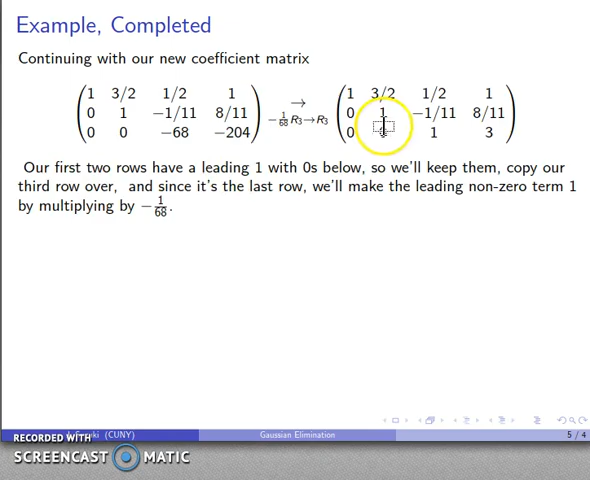 Example, Completed
Continuing with our new coefficient matrix
1 3/2 1/2 1 → 1 3/2 1/2 1
0 1 −1/11 8/11 −1/68 R3→R3 0 1 −1/11 8/11
0 0 −68 −204 0 1 3
Our first two rows have a leading 1 with 0s below, so we'll keep them, copy our
third row over, and since it's the last row, we'll make the leading non-zero term 1
by multiplying by −1/68.
(CUNY) Gaussian Elimination 5 / 4
RECORDED WITH
SCREENCAST MATIC